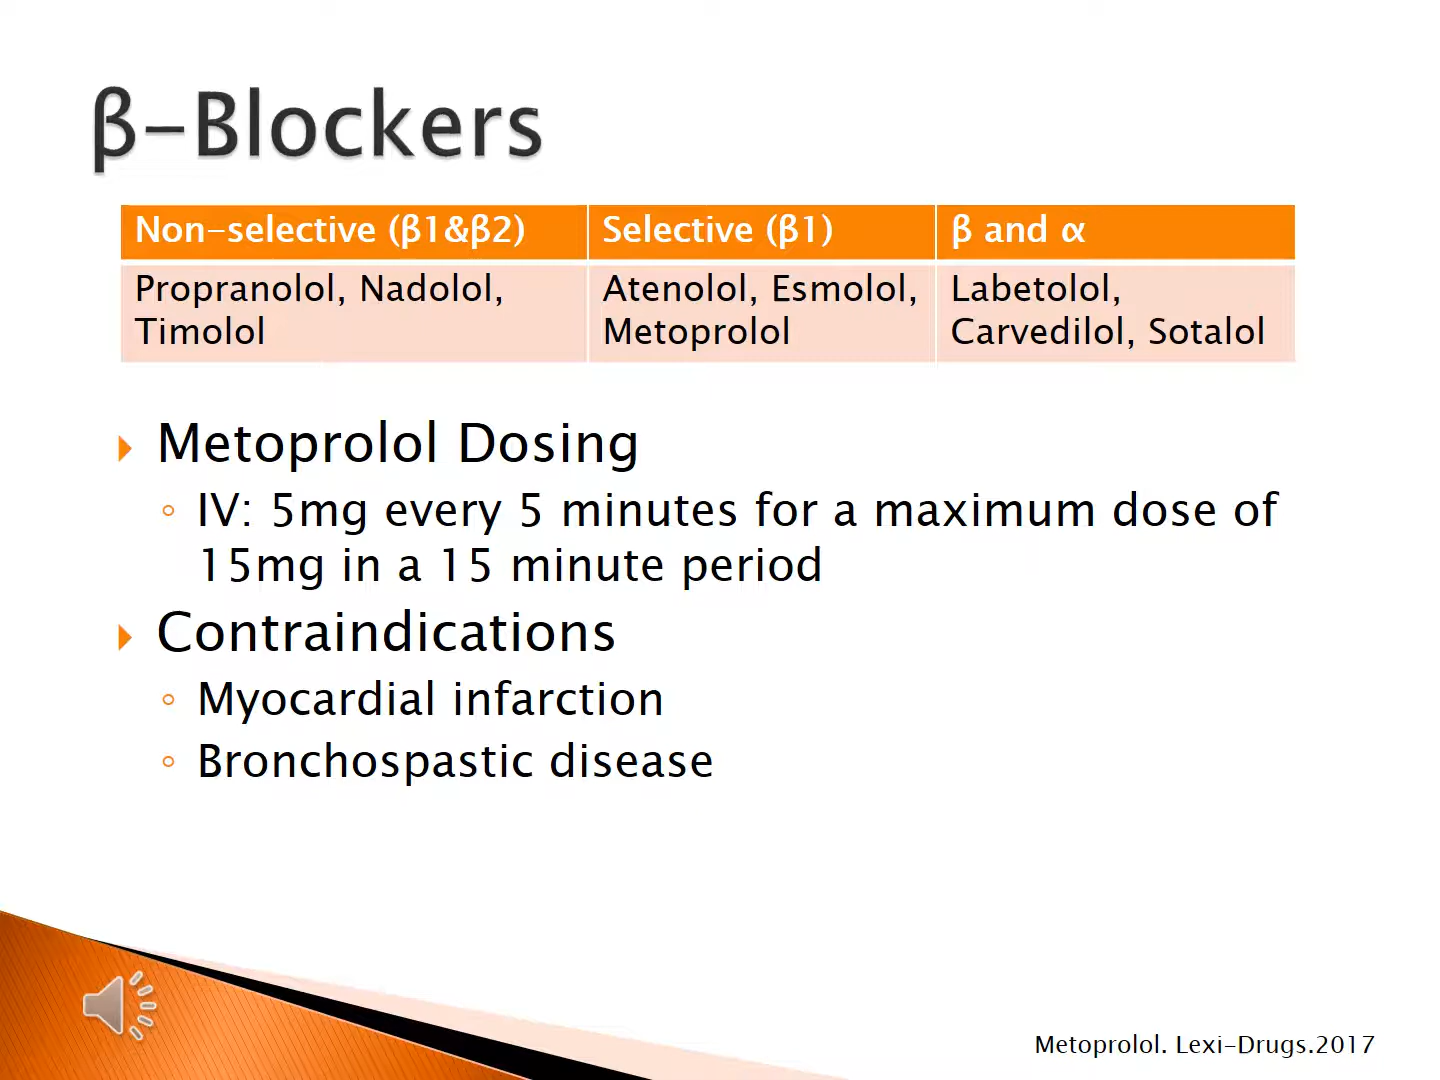 β-Blockers
Non-selective (β1&β2)
Selective (β1)
β and α
Propranolol, Nadolol,
Timolol
Atenolol, Esmolol,
Metoprolol
Labetolol,
Carvedilol, Sotalol
Metoprolol Dosing
IV: 5mg every 5 minutes for a maximum dose of
15mg in a 15 minute period
Contraindications
Myocardial infarction
Bronchospastic disease
Metoprolol. Lexi-Drugs.2017